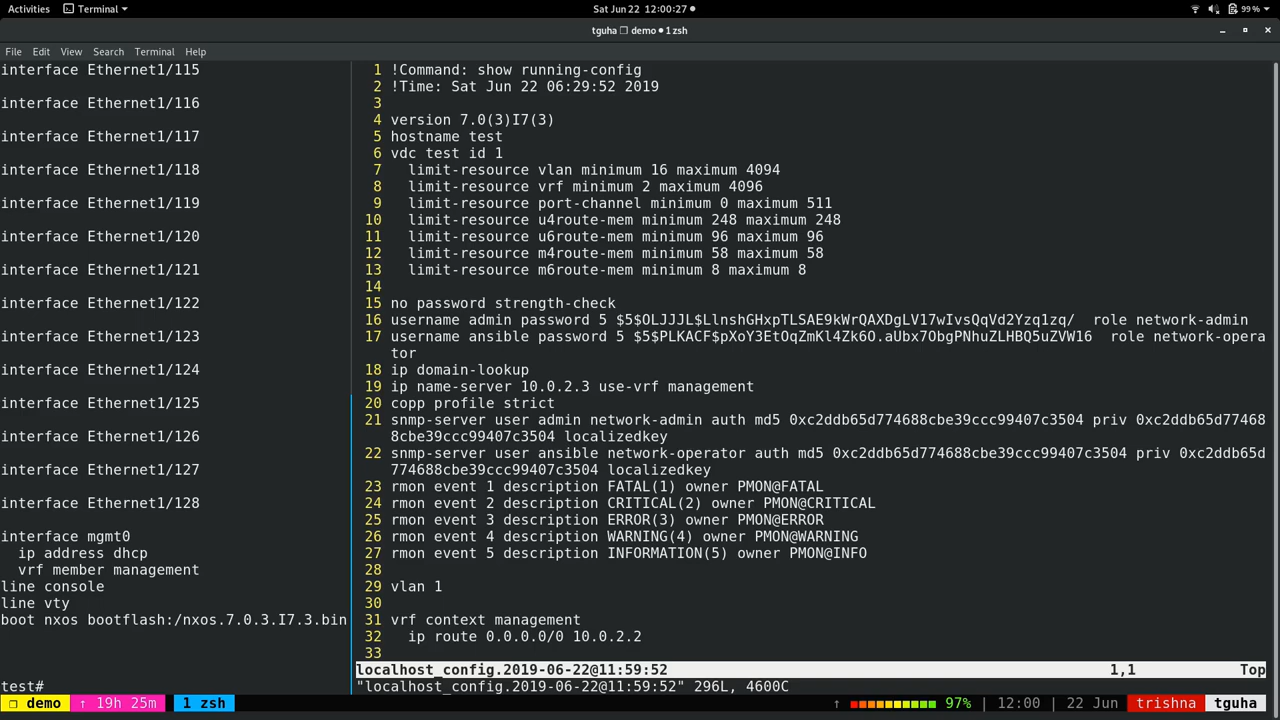 Activities Terminal Sat Jun 22 12:00:27 99%
tguha ❐ demo ● 1 zsh
File Edit View Search Terminal Help
interface Ethernet1/115
interface Ethernet1/116
interface Ethernet1/117
interface Ethernet1/118
interface Ethernet1/119
interface Ethernet1/120
interface Ethernet1/121
interface Ethernet1/122
interface Ethernet1/123
interface Ethernet1/124
interface Ethernet1/125
interface Ethernet1/126
interface Ethernet1/127
interface Ethernet1/128
interface mgmt0
  ip address dhcp
  vrf member management
line console
line vty
boot nxos bootflash:/nxos.7.0.3.I7.3.bin
test#
1 !Command: show running-config
2 !Time: Sat Jun 22 06:29:52 2019
3
4 version 7.0(3)I7(3)
5 hostname test
6 vdc test id 1
7   limit-resource vlan minimum 16 maximum 4094
8   limit-resource vrf minimum 2 maximum 4096
9   limit-resource port-channel minimum 0 maximum 511
10   limit-resource u4route-mem minimum 248 maximum 248
11   limit-resource u6route-mem minimum 96 maximum 96
12   limit-resource m4route-mem minimum 58 maximum 58
13   limit-resource m6route-mem minimum 8 maximum 8
14
15 no password strength-check
16 username admin password 5 $5$OLJJJL$LlnshGHxpTLSAE9kWrQAXDgLV17wIvsQqVd2Yzq1zq/  role network-admin
17 username ansible password 5 $5$PLKACF$pXoY3EtOqZmKl4Zk6O.aUbx7ObgPNhuZLHBQ5uZVW16  role network-opera
tor
18 ip domain-lookup
19 ip name-server 10.0.2.3 use-vrf management
20 copp profile strict
21 snmp-server user admin network-admin auth md5 0xc2ddb65d774688cbe39ccc99407c3504 priv 0xc2ddb65d77468
8cbe39ccc99407c3504 localizedkey
22 snmp-server user ansible network-operator auth md5 0xc2ddb65d774688cbe39ccc99407c3504 priv 0xc2ddb65d
774688cbe39ccc99407c3504 localizedkey
23 rmon event 1 description FATAL(1) owner PMON@FATAL
24 rmon event 2 description CRITICAL(2) owner PMON@CRITICAL
25 rmon event 3 description ERROR(3) owner PMON@ERROR
26 rmon event 4 description WARNING(4) owner PMON@WARNING
27 rmon event 5 description INFORMATION(5) owner PMON@INFO
28
29 vlan 1
30
31 vrf context management
32   ip route 0.0.0.0/0 10.0.2.2
33
localhost_config.2019-06-22@11:59:52 1,1 Top
"localhost_config.2019-06-22@11:59:52" 296L, 4600C
❐ demo ↑ 19h 25m 1 zsh ↑ 97% | 12:00 | 22 Jun trishna tguha